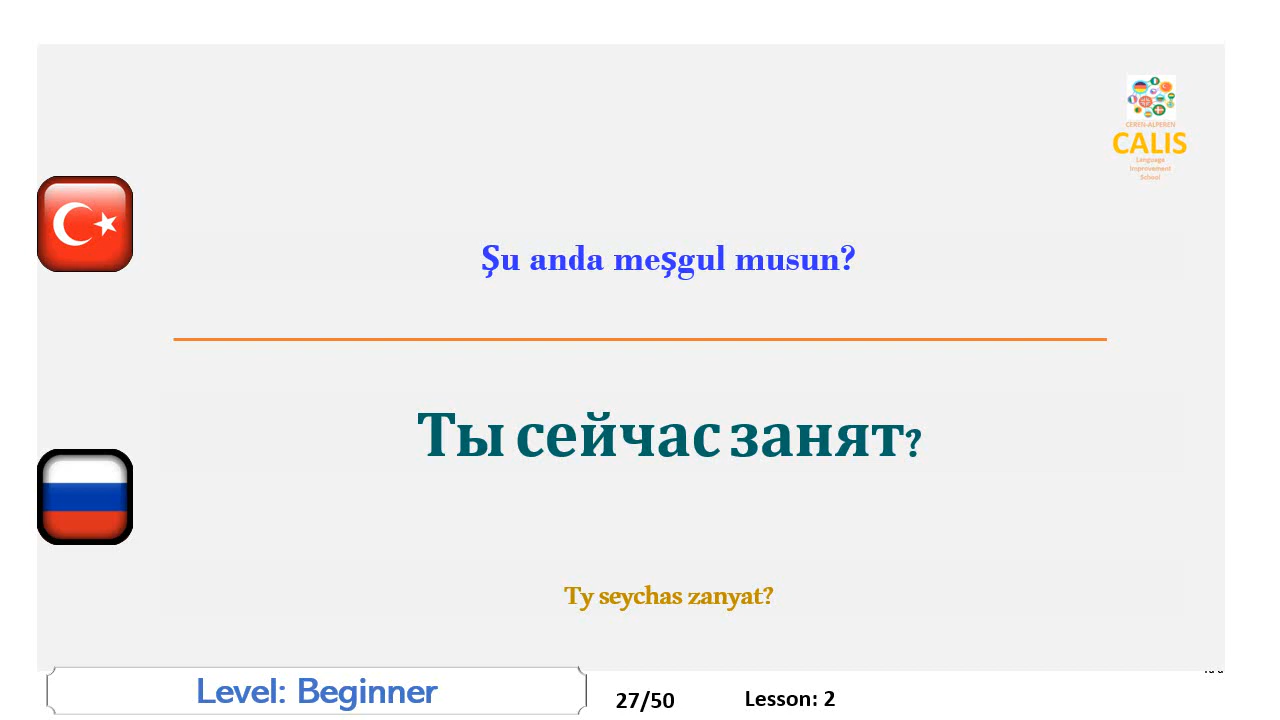 CEREN-ALPEREN
CALIS
Language
Improvement
School
Şu anda meşgul musun?
Ты сейчас занят?
Ty seychas zanyat?
Level: Beginner
27/50
Lesson: 2